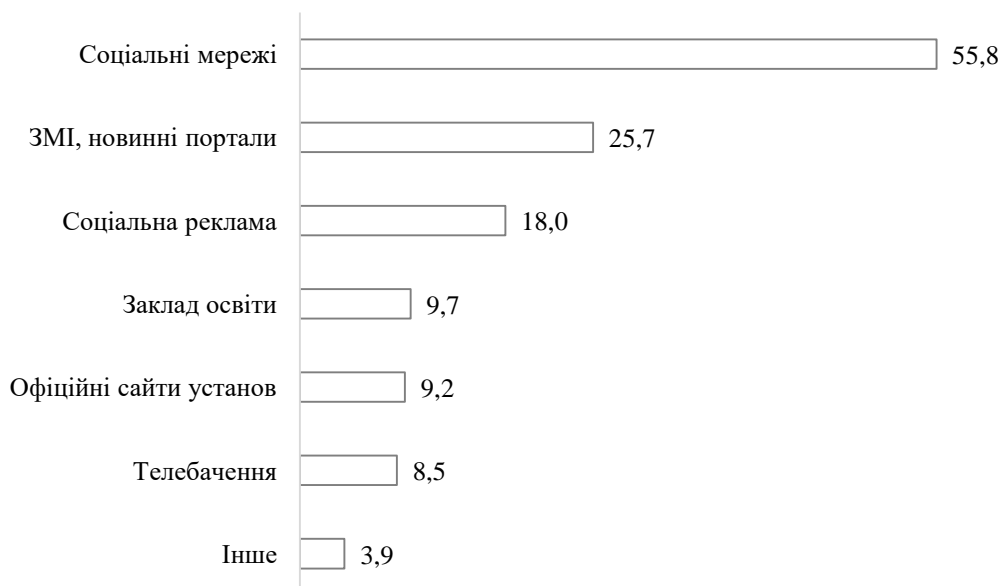 Соціальні мережі 55,8
ЗМІ, новинні портали 25,7
Соціальна реклама 18,0
Заклад освіти 9,7
Офіційні сайти установ 9,2
Телебачення 8,5
Інше 3,9